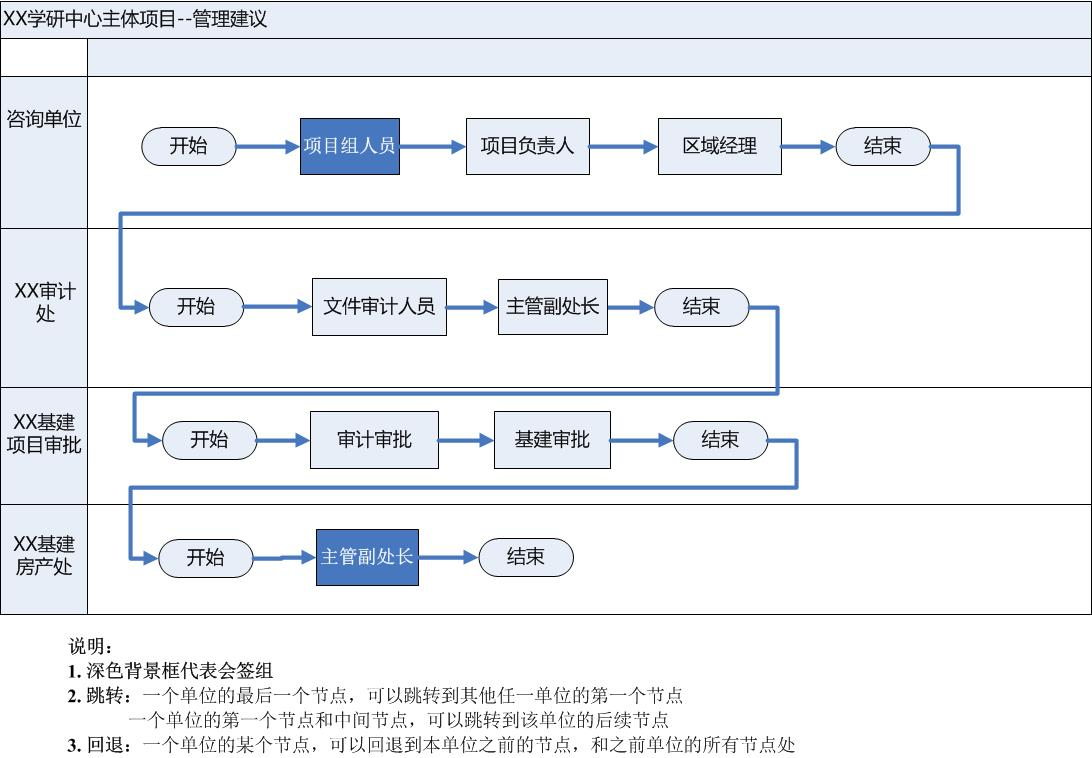 XX学研中心主体项目--管理建议
咨询单位
开始
项目组人员
项目负责人
区域经理
结束
XX审计
处
开始
文件审计人员
主管副处长
结束
XX基建
项目审批
开始
审计审批
基建审批
结束
XX基建
房产处
开始
主管副处长
结束
说明：
1. 深色背景框代表会签组
2. 跳转：一个单位的最后一个节点，可以跳转到其他任一单位的第一个节点
一个单位的第一个节点和中间节点，可以跳转到该单位的后续节点
3. 回退：一个单位的某个节点，可以回退到本单位之前的节点，和之前单位的所有节点处